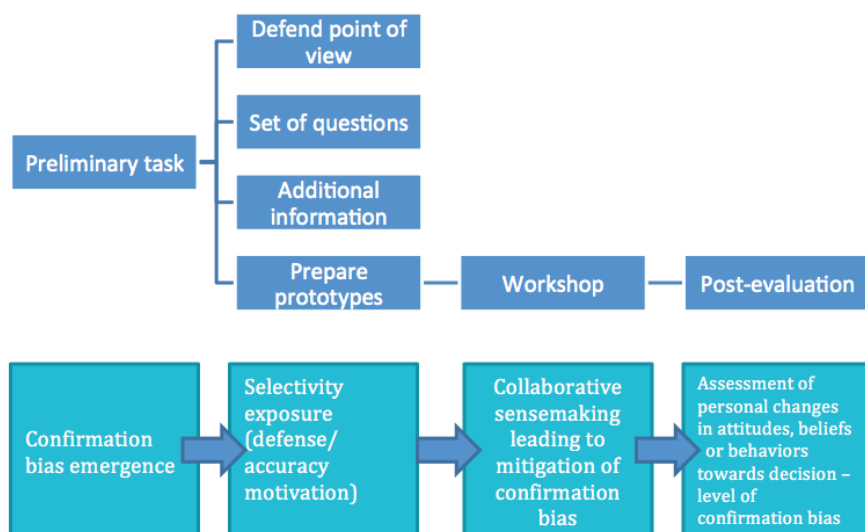 Defend point of
view
Set of questions
Preliminary task
Additional
information
Prepare
prototypes
Workshop
Post-evaluation
Confirmation
bias emergence
Selectivity
exposure
(defense/
accuracy
motivation)
Collaborative
sensemaking
leading to
mitigation of
confirmation
bias
Assessment of
personal changes
in attitudes, beliefs
or behaviors
towards decision –
level of
confirmation bias